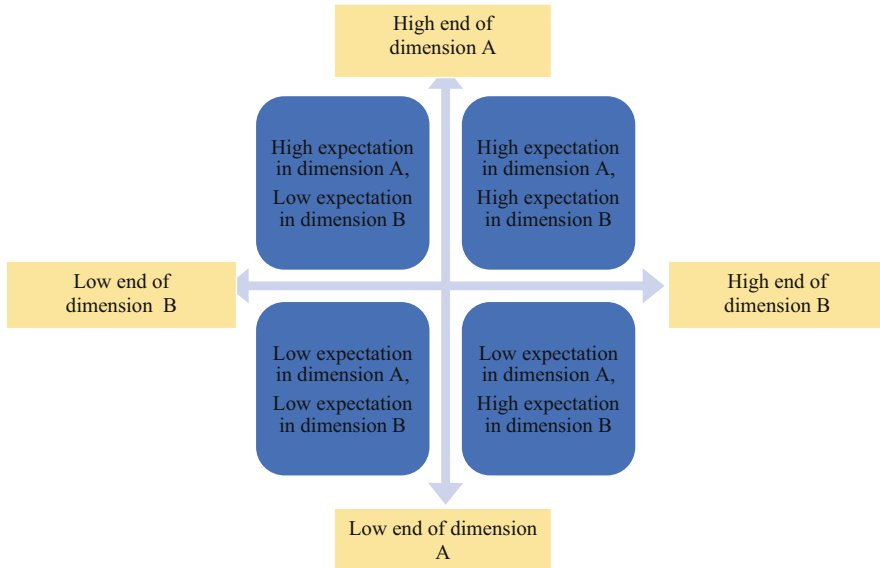 High end of
dimension A
High expectation
in dimension A,
Low expectation
in dimension B
High expectation
in dimension A,
High expectation
in dimension B
Low end of
dimension B
High end of
dimension B
Low expectation
in dimension A,
Low expectation
in dimension B
Low expectation
in dimension A,
High expectation
in dimension B
Low end of dimension
A